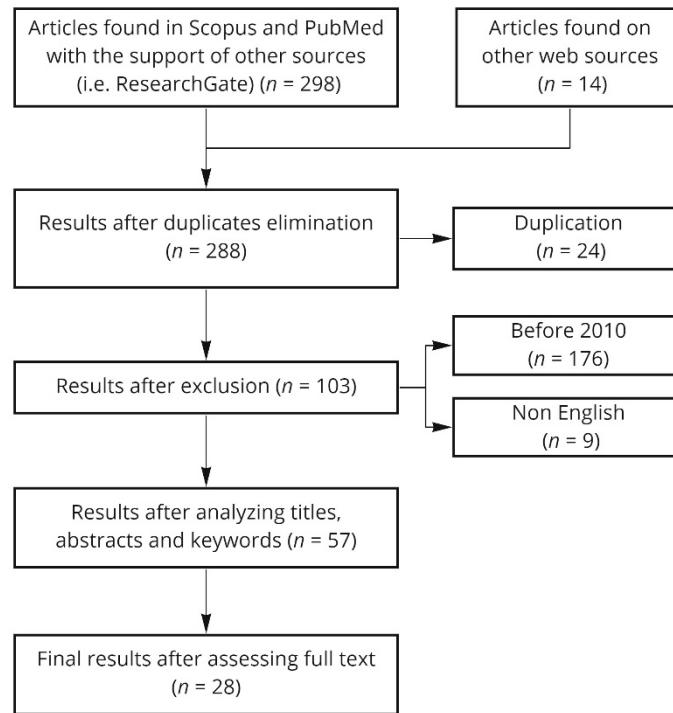 Articles found in Scopus and PubMed
with the support of other sources
(i.e. ResearchGate) (n = 298)
Articles found on
other web sources
(n = 14)
Results after duplicates elimination
(n = 288)
Duplication
(n = 24)
Before 2010
(n = 176)
Results after exclusion (n = 103)
Non English
(n = 9)
Results after analyzing titles,
abstracts and keywords (n = 57)
Final results after assessing full text
(n = 28)